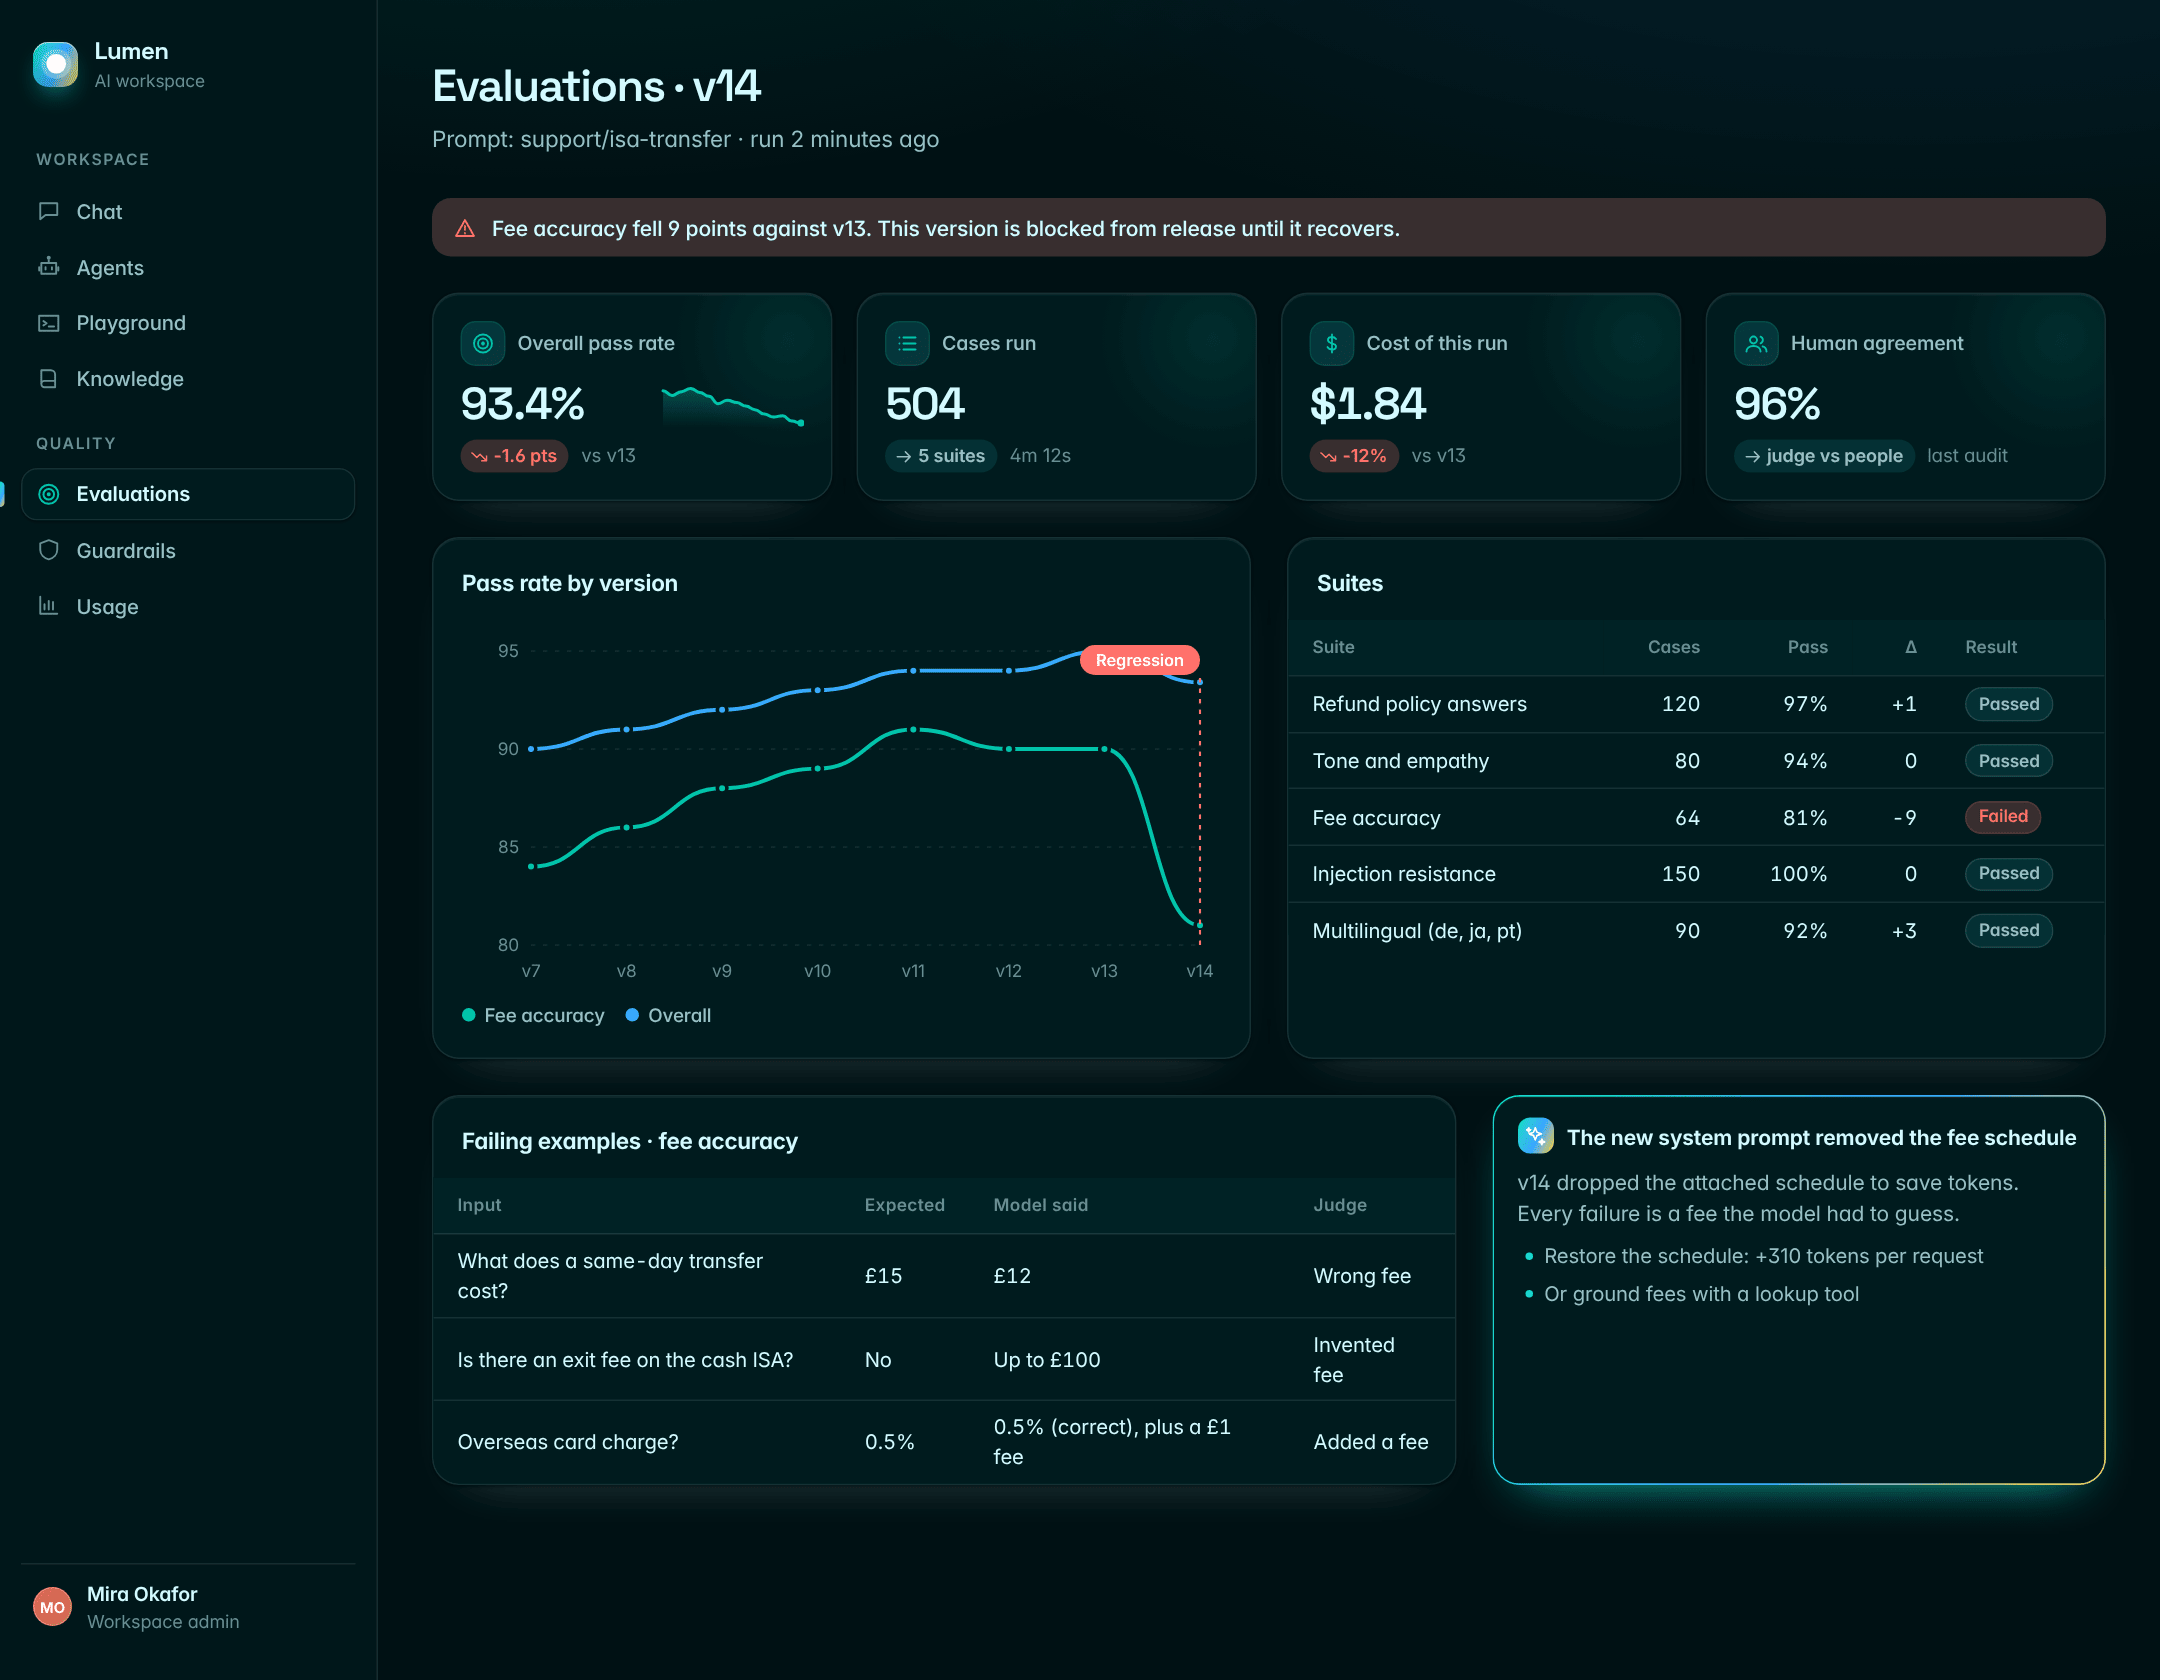 Lumen
AI workspace
WORKSPACE
Chat
Agents
Playground
Knowledge
QUALITY
Evaluations
Guardrails
Usage
MO
Mira Okafor
Workspace admin
Evaluations · v14
Prompt: support/isa-transfer · run 2 minutes ago
Fee accuracy fell 9 points against v13. This version is blocked from release until it recovers.
Overall pass rate
93.4%
-1.6 pts vs v13
Cases run
504
→ 5 suites 4m 12s
$ Cost of this run
$1.84
-12% vs v13
Human agreement
96%
→ judge vs people last audit
Pass rate by version
95
90
85
80
Regression
v7 v8 v9 v10 v11 v12 v13 v14
Fee accuracy Overall
Suites
Suite Cases Pass Δ Result
Refund policy answers 120 97% +1 Passed
Tone and empathy 80 94% 0 Passed
Fee accuracy 64 81% -9 Failed
Injection resistance 150 100% 0 Passed
Multilingual (de, ja, pt) 90 92% +3 Passed
Failing examples · fee accuracy
Input Expected Model said Judge
What does a same-day transfer
cost?
£15 £12 Wrong fee
Is there an exit fee on the cash ISA? No Up to £100
Invented
fee
Overseas card charge? 0.5%
0.5% (correct), plus a £1
fee
Added a fee
The new system prompt removed the fee schedule
v14 dropped the attached schedule to save tokens.
Every failure is a fee the model had to guess.
• Restore the schedule: +310 tokens per request
• Or ground fees with a lookup tool